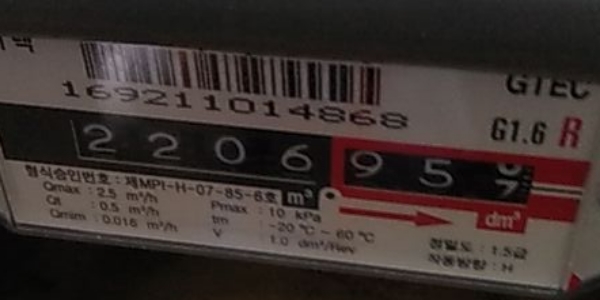 GTEC
169211014868
G1.6 R
2206 95
형식승인번호 : 제MPI-H-07-85-6호 m³
Qmax : 2.5 m³/h
Qt : 0.5 m³/h
Qmin : 0.016 m³/h
Pmax : 10 kPa
tm : -20 ℃ ~ 60 ℃
V : 1.0 dm³/Rev
dm³
정밀도 : 1.5급
작동방향 : H